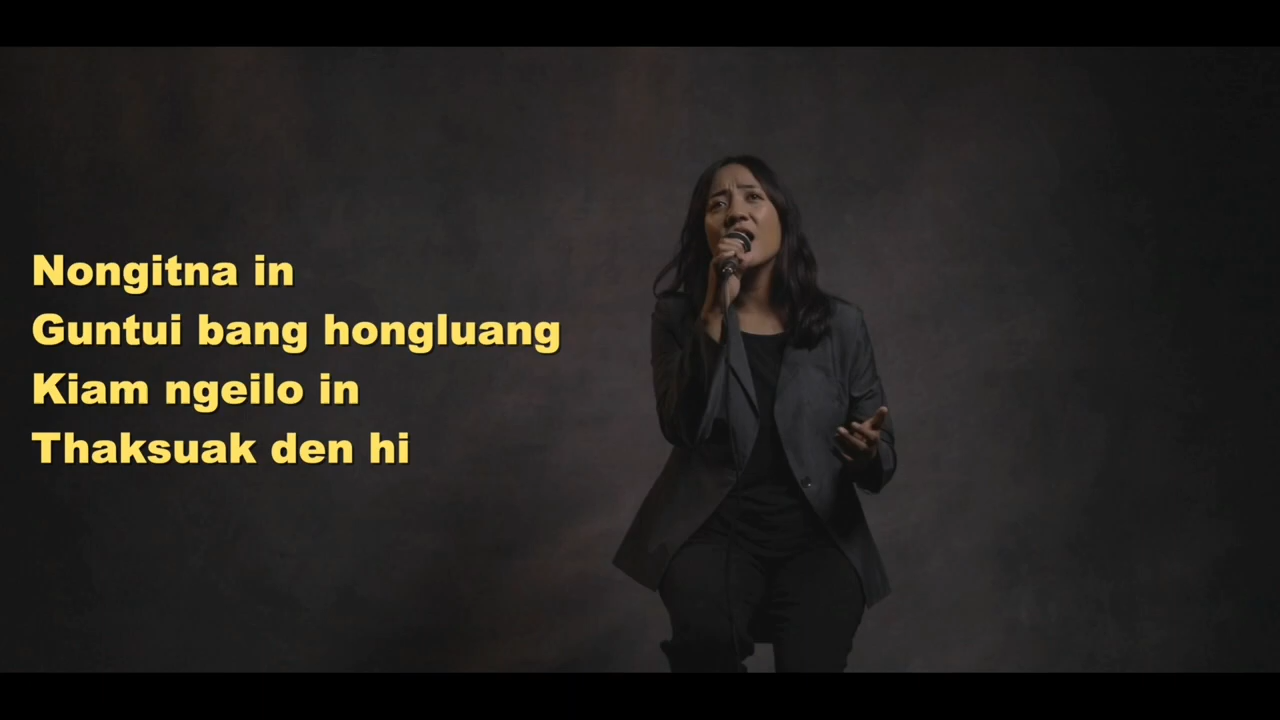 Nongitna in
Guntui bang hongluang
Kiam ngeilo in
Thaksuak den hi